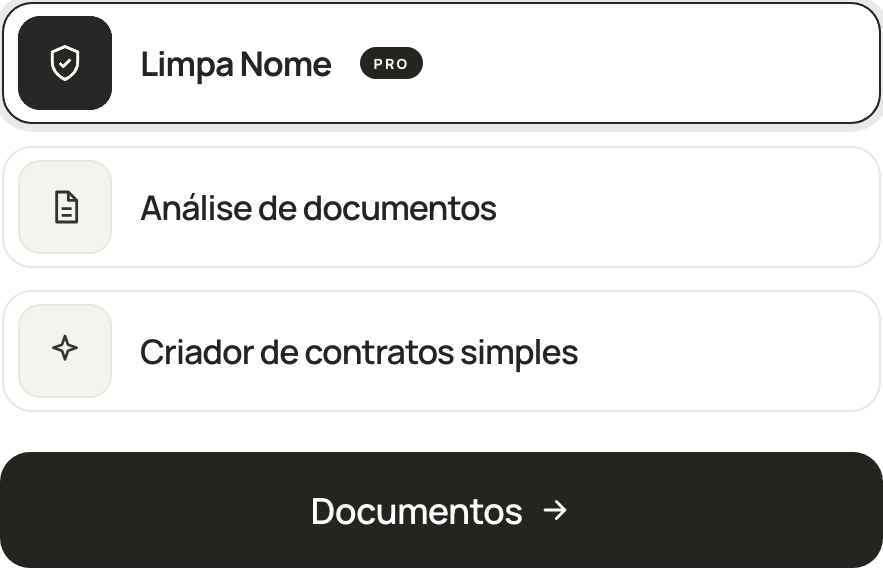 Limpa Nome PRO
Análise de documentos
Criador de contratos simples
Documentos →